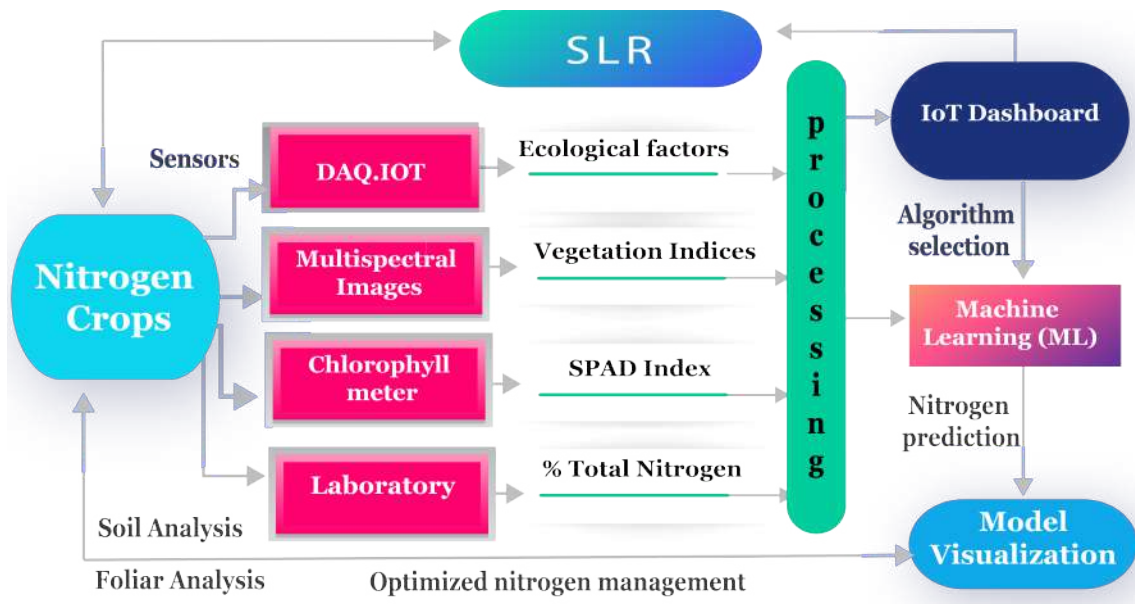 SLR
IoT Dashboard
Sensors
DAQ.IOT
Ecological factors
processing
Algorithm
selection
Nitrogen
Crops
Multispectral
Images
Vegetation Indices
Machine
Learning (ML)
Chlorophyll
meter
SPAD Index
Nitrogen
prediction
Laboratory
% Total Nitrogen
Soil Analysis
Model
Visualization
Foliar Analysis
Optimized nitrogen management